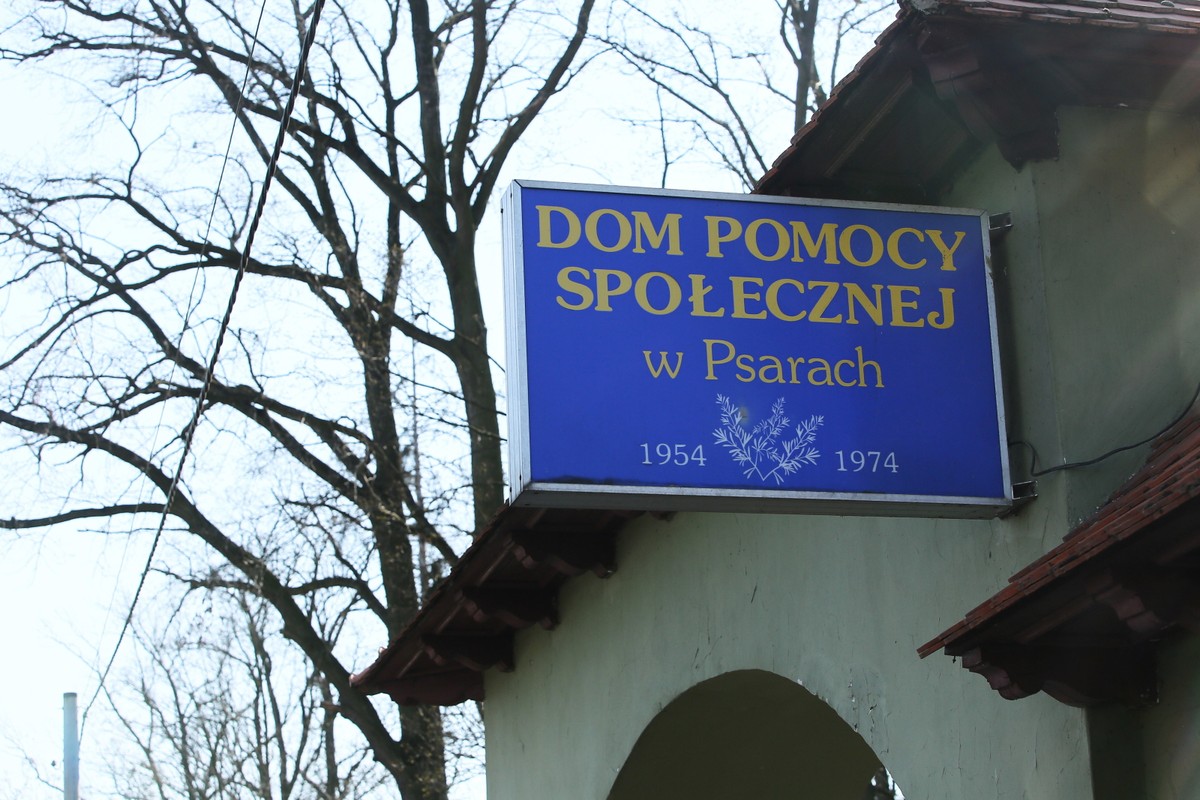 DOM POMOCY
SPOŁECZNEJ
w Psarach
1954 1974